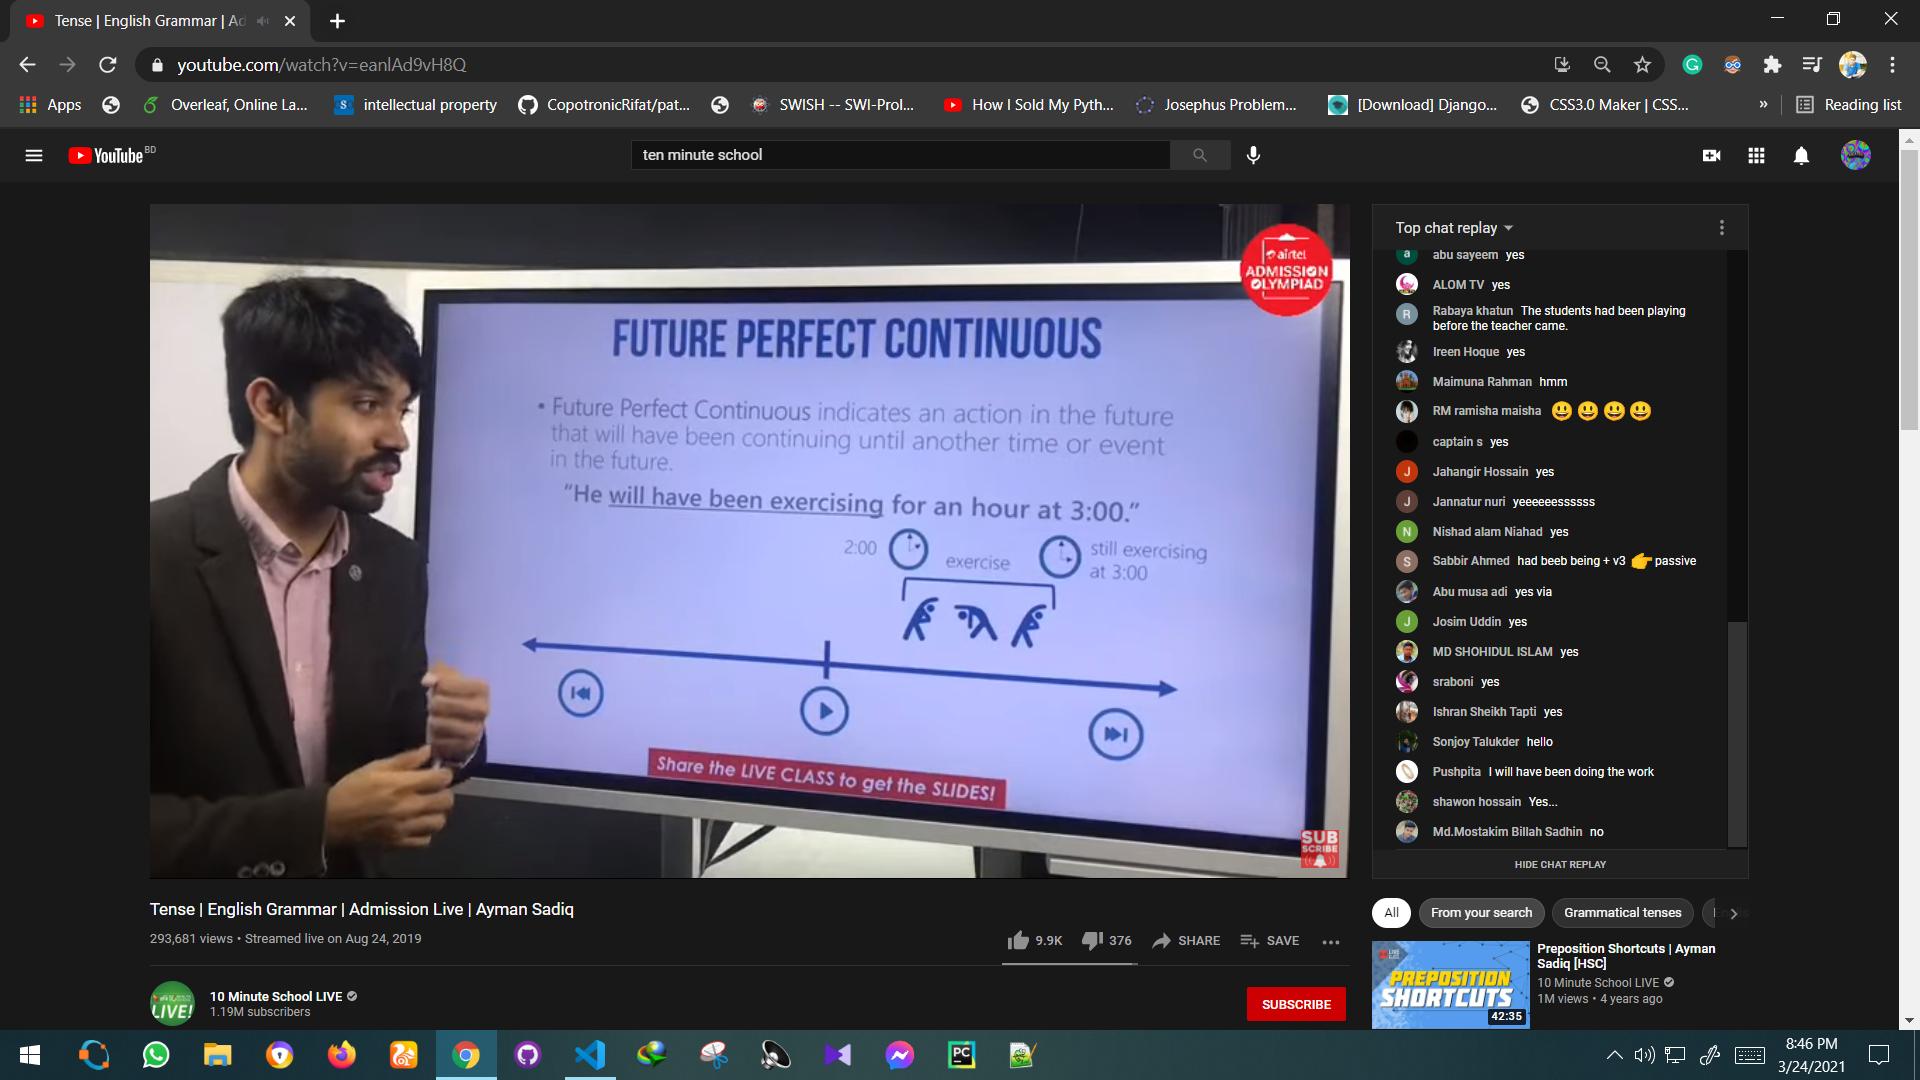 Tense | English Grammar | Ad
youtube.com/watch?v=eanlAd9vH8Q
Apps
Overleaf, Online La...
intellectual property
CopotronicRifat/pat...
SWISH -- SWI-Prol...
How I Sold My Pyth...
Josephus Problem...
[Download] Django...
CSS3.0 Maker | CSS...
»
Reading list
YouTube BD
ten minute school
airtel
ADMISSION
OLYMPIAD
FUTURE PERFECT CONTINUOUS
• Future Perfect Continuous indicates an action in the future
that will have been continuing until another time or event
in the future.
"He will have been exercising for an hour at 3:00."
2:00
exercise
still exercising
at 3:00
Share the LIVE CLASS to get the SLIDES!
SUB
SCRIBE
Top chat replay
abu sayeem yes
ALOM TV yes
Rabaya khatun The students had been playing
before the teacher came.
Ireen Hoque yes
Maimuna Rahman hmm
RM ramisha maisha 😃 😃 😃 😃
captain s yes
Jahangir Hossain yes
Jannatur nuri yeeeeeessssss
Nishad alam Niahad yes
Sabbir Ahmed had beeb being + v3 👉 passive
Abu musa adi yes via
Josim Uddin yes
MD SHOHIDUL ISLAM yes
sraboni yes
Ishran Sheikh Tapti yes
Sonjoy Talukder hello
Pushpita I will have been doing the work
shawon hossain Yes...
Md.Mostakim Billah Sadhin no
HIDE CHAT REPLAY
Tense | English Grammar | Admission Live | Ayman Sadiq
293,681 views • Streamed live on Aug 24, 2019
9.9K
376
SHARE
SAVE
LIVE!
10 Minute School LIVE
1.19M subscribers
SUBSCRIBE
All
From your search
Grammatical tenses
PREPOSITION
SHORTCUTS
42:35
Preposition Shortcuts | Ayman
Sadiq [HSC]
10 Minute School LIVE
1M views • 4 years ago
8:46 PM
3/24/2021